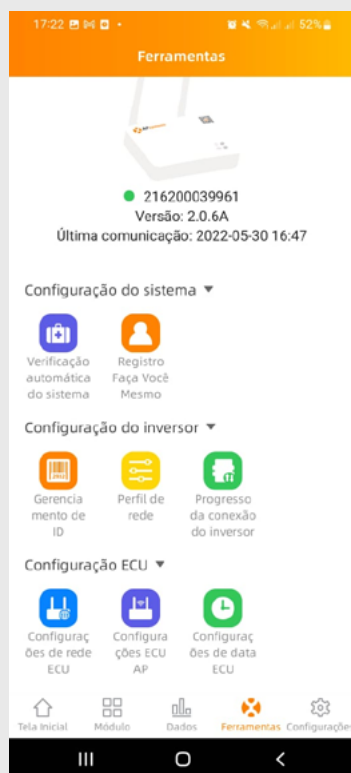 17:22
52%
Ferramentas
216200039961
Versão: 2.0.6A
Última comunicação: 2022-05-30 16:47
Configuração do sistema ▼
Verificação
automática
do sistema
Registro
Faça Você
Mesmo
Configuração do inversor ▼
Gerencia
mento de
ID
Perfil de
rede
Progresso
da conexão
do inversor
Configuração ECU ▼
Configuraç
ões de rede
ECU
Configura
ções ECU
AP
Configuraç
ões de data
ECU
Tela Inicial
Módulo
Dados
Ferramentas
Configurações